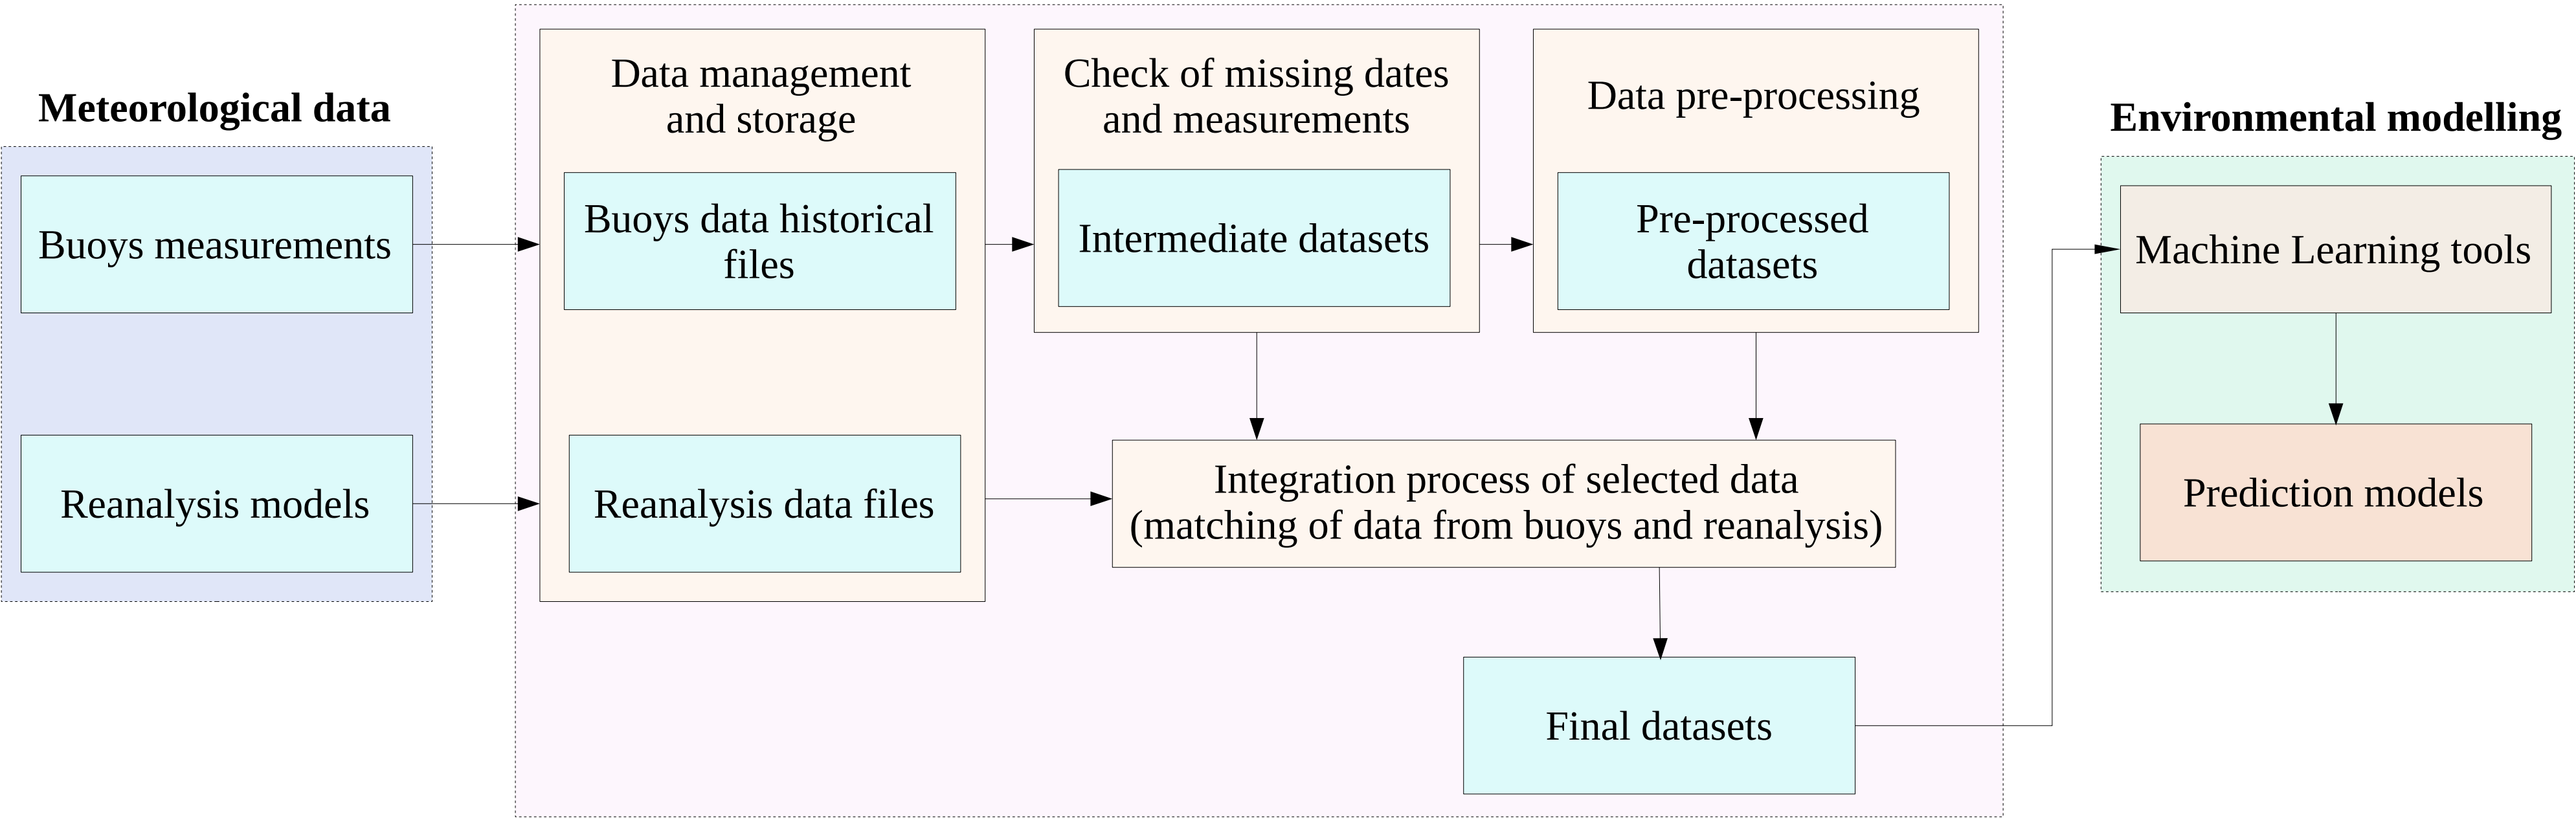 Meteorological data
Buoys measurements
Reanalysis models
Data management
and storage
Buoys data historical
files
Reanalysis data files
Check of missing dates
and measurements
Intermediate datasets
Data pre-processing
Pre-processed
datasets
Integration process of selected data
(matching of data from buoys and reanalysis)
Final datasets
Environmental modelling
Machine Learning tools
Prediction models